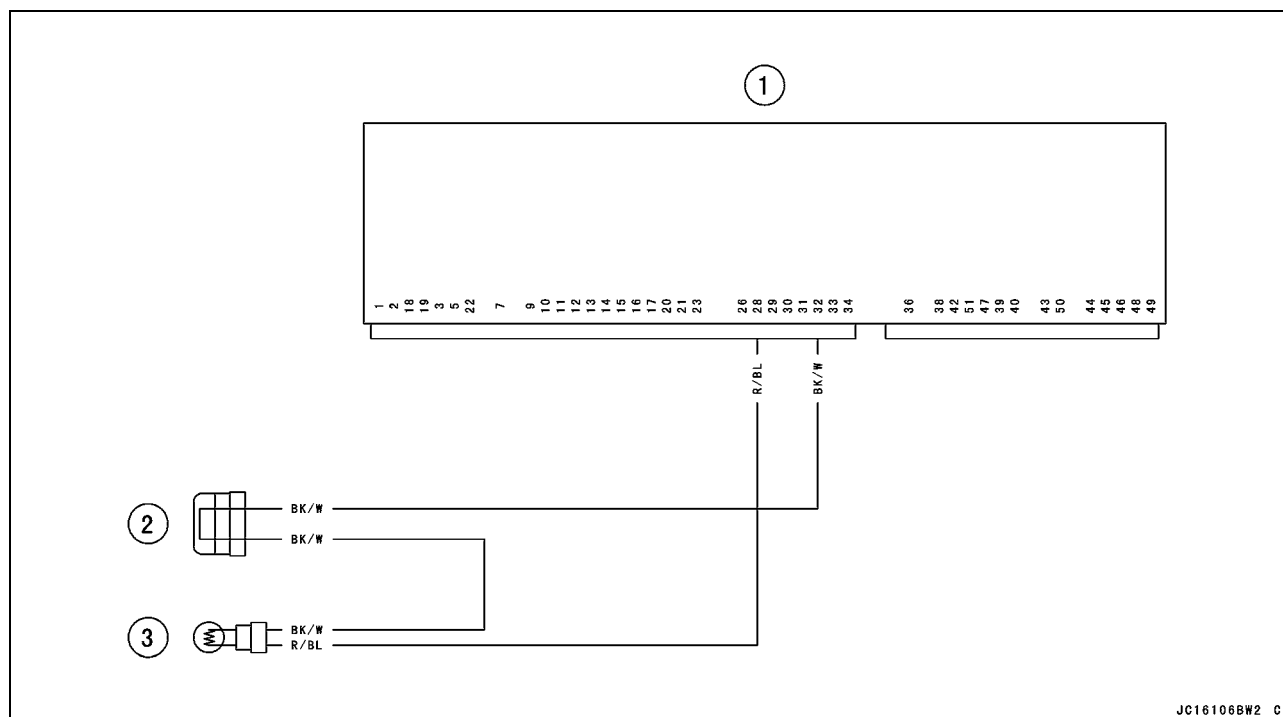 1
1 2 18 19 3 5 22 7 9 10 11 12 13 14 15 16 17 20 21 23 26 28 29 30 31 32 33 34 36 38 42 51 47 39 40 43 50 44 45 46 48 49
R/BL BK/W
BK/W
2
BK/W
BK/W
3
R/BL
JC16106BW2 C